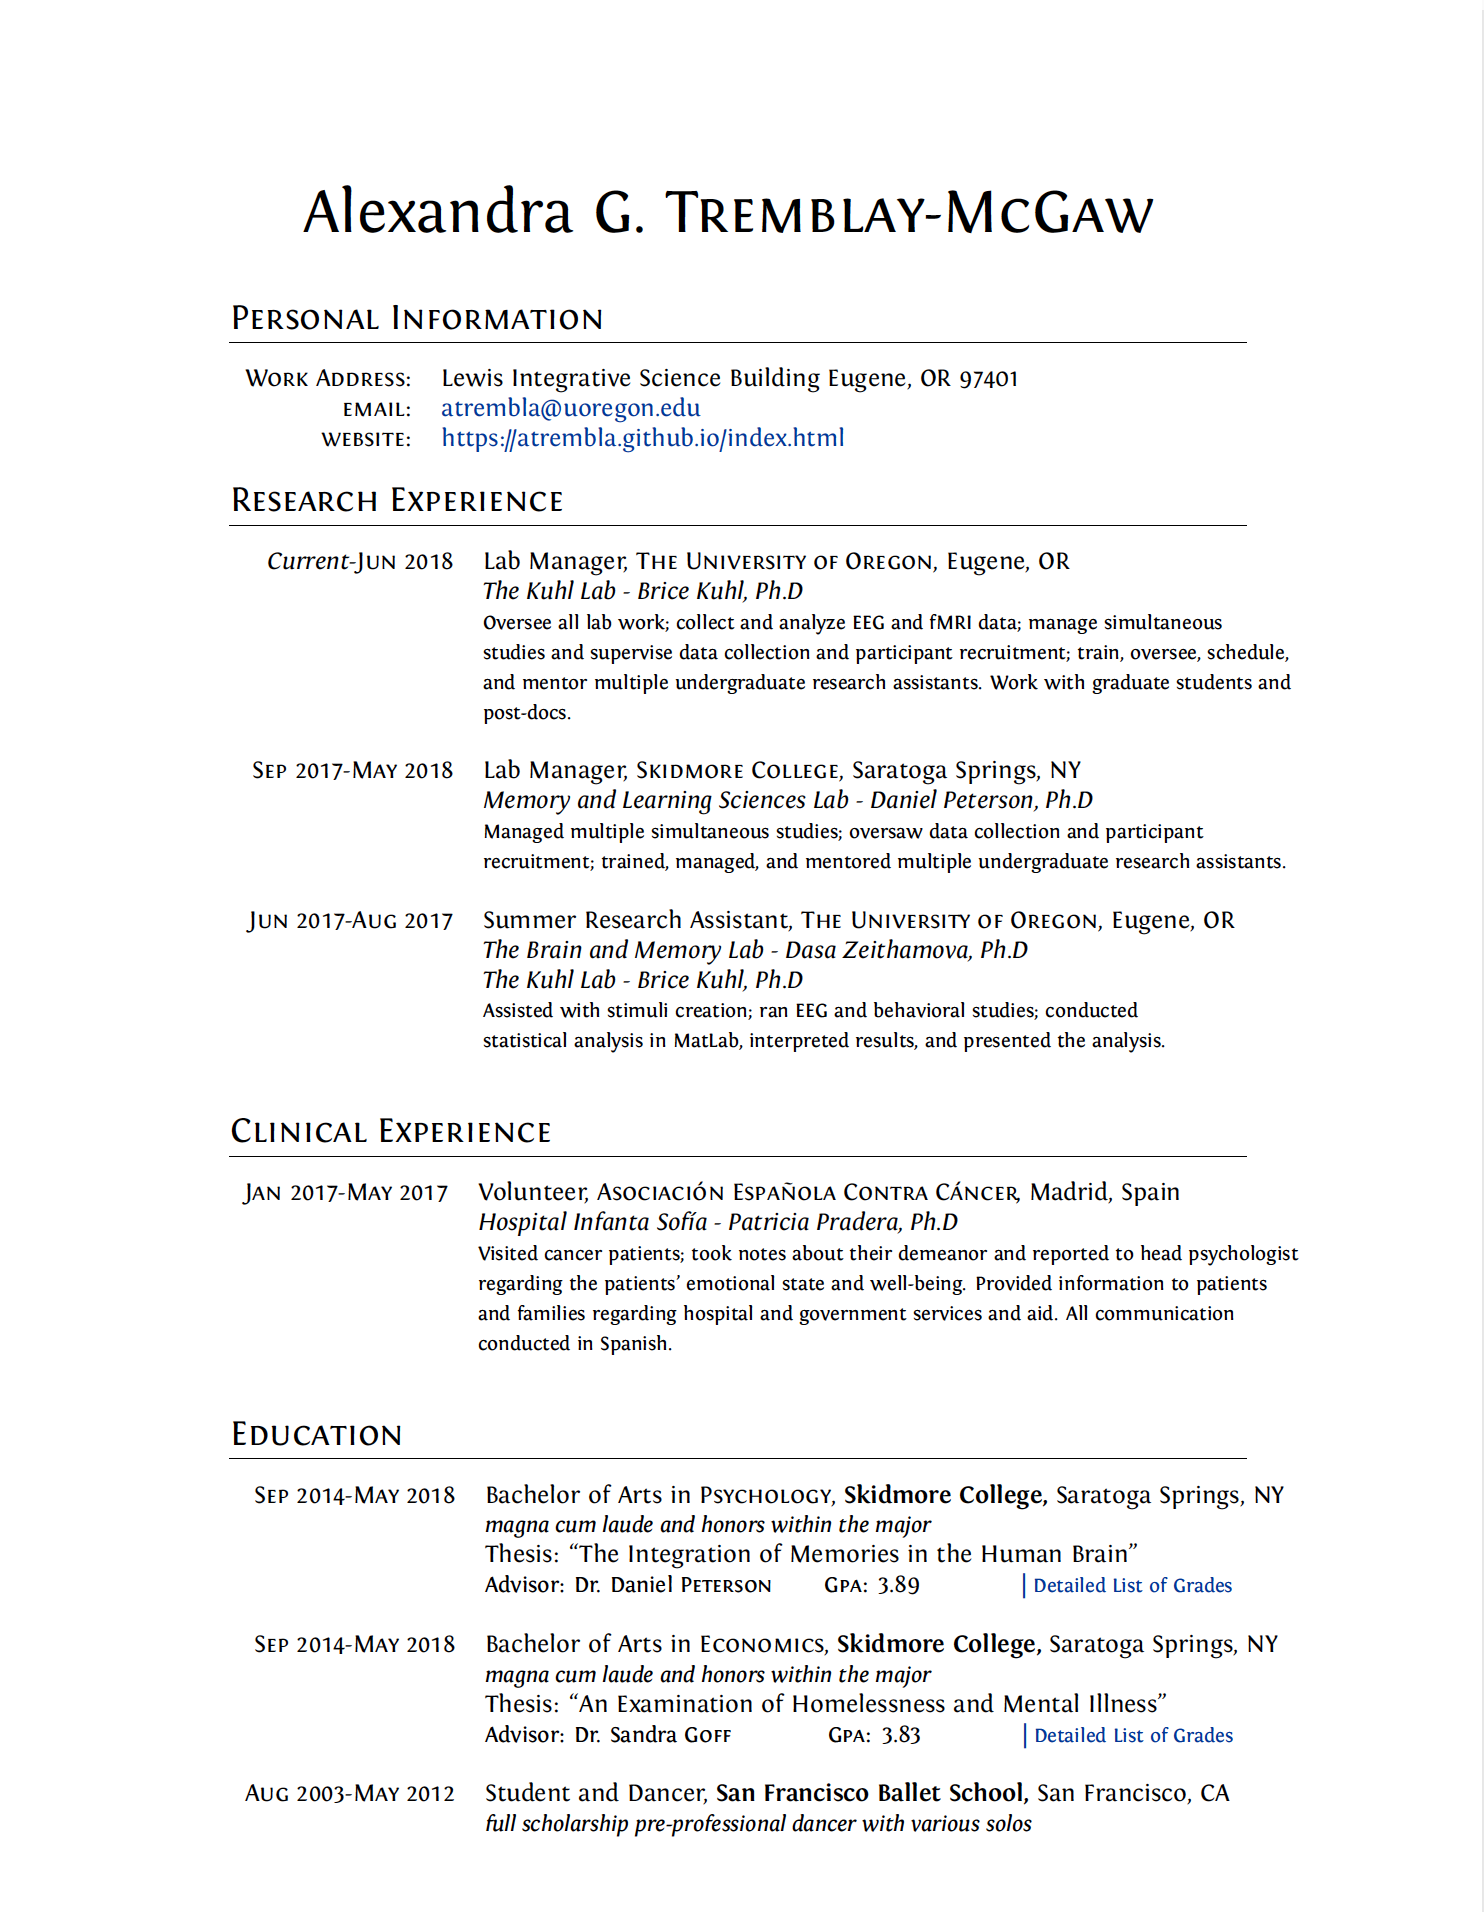 Alexandra G. Tremblay-McGaw
Personal Information
Work Address: Lewis Integrative Science Building Eugene, OR 97401
email: atrembla@uoregon.edu
website: https://atrembla.github.io/index.html
Research Experience
Current-Jun 2018 Lab Manager, The University of Oregon, Eugene, OR
The Kuhl Lab - Brice Kuhl, Ph.D
Oversee all lab work; collect and analyze EEG and fMRI data; manage simultaneous
studies and supervise data collection and participant recruitment; train, oversee, schedule,
and mentor multiple undergraduate research assistants. Work with graduate students and
post-docs.
Sep 2017-May 2018 Lab Manager, Skidmore College, Saratoga Springs, NY
Memory and Learning Sciences Lab - Daniel Peterson, Ph.D
Managed multiple simultaneous studies; oversaw data collection and participant
recruitment; trained, managed, and mentored multiple undergraduate research assistants.
Jun 2017-Aug 2017 Summer Research Assistant, The University of Oregon, Eugene, OR
The Brain and Memory Lab - Dasa Zeithamova, Ph.D
The Kuhl Lab - Brice Kuhl, Ph.D
Assisted with stimuli creation; ran EEG and behavioral studies; conducted
statistical analysis in MatLab, interpreted results, and presented the analysis.
Clinical Experience
Jan 2017-May 2017 Volunteer, Asociación Española Contra Cáncer, Madrid, Spain
Hospital Infanta Sofía - Patricia Pradera, Ph.D
Visited cancer patients; took notes about their demeanor and reported to head psychologist
regarding the patients’ emotional state and well-being. Provided information to patients
and families regarding hospital and government services and aid. All communication
conducted in Spanish.
Education
Sep 2014-May 2018 Bachelor of Arts in Psychology, Skidmore College, Saratoga Springs, NY
magna cum laude and honors within the major
Thesis: “The Integration of Memories in the Human Brain”
Advisor: Dr. Daniel Peterson Gpa: 3.89 | Detailed List of Grades
Sep 2014-May 2018 Bachelor of Arts in Economics, Skidmore College, Saratoga Springs, NY
magna cum laude and honors within the major
Thesis: “An Examination of Homelessness and Mental Illness”
Advisor: Dr. Sandra Goff Gpa: 3.83 | Detailed List of Grades
Aug 2003-May 2012 Student and Dancer, San Francisco Ballet School, San Francisco, CA
full scholarship pre-professional dancer with various solos